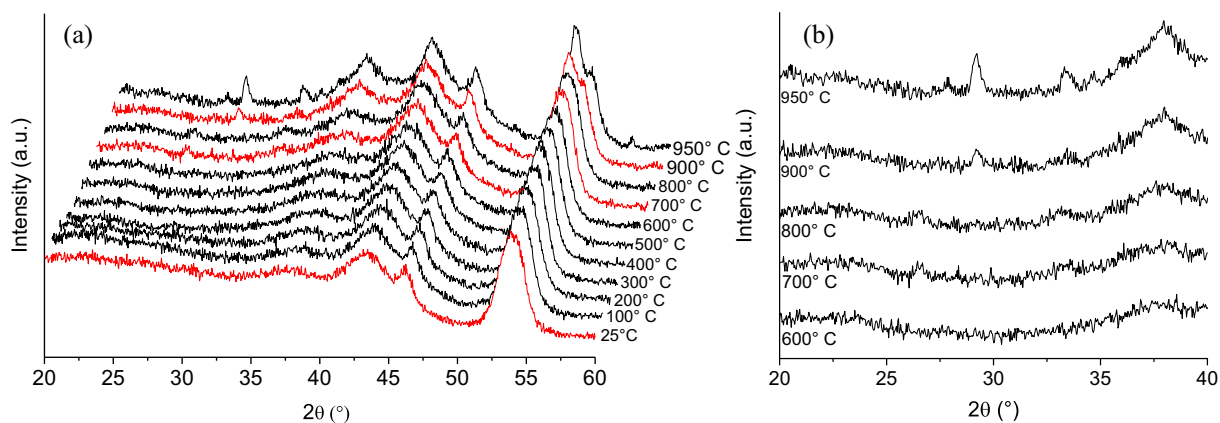 (a)
Intensity (a.u.)
950° C
900° C
800° C
700° C
600° C
500° C
400° C
300° C
200° C
100° C
25°C
20 25 30 35 40 45 50 55 60
2θ (°)
(b)
Intensity (a.u.)
950° C
900° C
800° C
700° C
600° C
20 25 30 35 40
2θ (°)